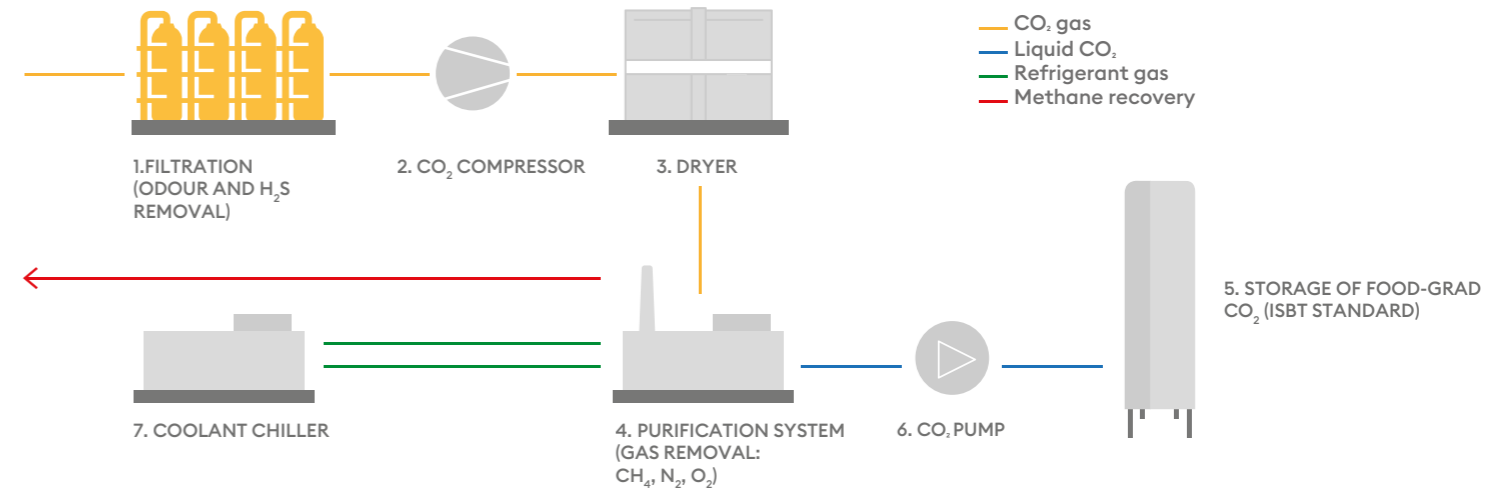 CO₂ gas
Liquid CO₂
Refrigerant gas
Methane recovery
1.FILTRATION
(ODOUR AND H₂S
REMOVAL)
2. CO₂ COMPRESSOR
3. DRYER
5. STORAGE OF FOOD-GRAD
CO₂ (ISBT STANDARD)
7. COOLANT CHILLER
4. PURIFICATION SYSTEM
(GAS REMOVAL:
CH₄, N₂, O₂)
6. CO₂ PUMP